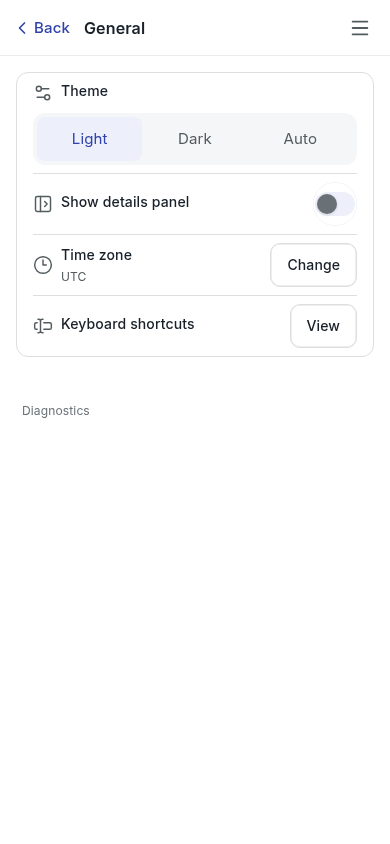 Back General
Theme
Light Dark Auto
Show details panel
Time zone
UTC
Change
Keyboard shortcuts
View
Diagnostics